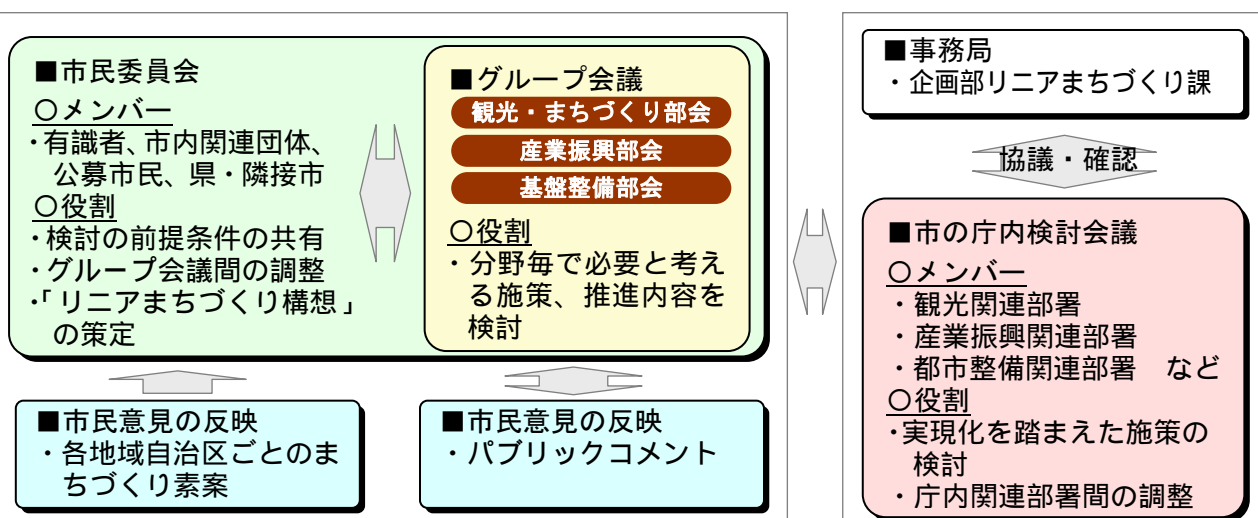 ■市民委員会
○メンバー
・有識者、市内関連団体、
公募市民、県・隣接市
○役割
・検討の前提条件の共有
・グループ会議間の調整
・「リニアまちづくり構想」
の策定
■グループ会議
観光・まちづくり部会
産業振興部会
基盤整備部会
○役割
・分野毎で必要と考え
る施策、推進内容を
検討
■市民意見の反映
・各地域自治区ごとのま
ちづくり素案
■市民意見の反映
・パブリックコメント
■事務局
・企画部リニアまちづくり課
協議・確認
■市の庁内検討会議
○メンバー
・観光関連部署
・産業振興関連部署
・都市整備関連部署　など
○役割
・実現化を踏まえた施策の
検討
・庁内関連部署間の調整